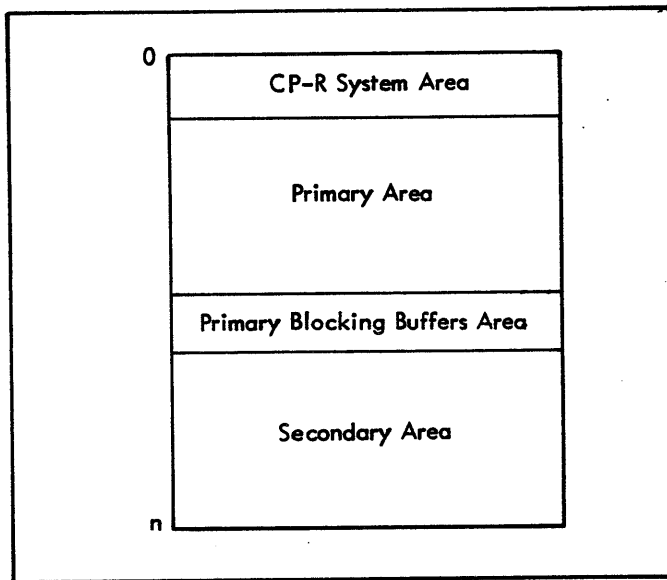 0
CP-R System Area
Primary Area
Primary Blocking Buffers Area
Secondary Area
n